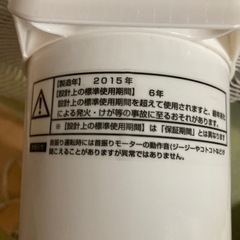 【製造年】 2015年
【設計上の標準使用期間】 6年
【設計上の標準使用期間】を超えて使用されますと、経年劣化
による発火・けが等の事故に至るおそれがあります。
※【設計上の標準使用期間】は「保証期間」とは異なります
首振り運転時には首振りモーターの動作音(ジージーやコトコトなど)が
聞こえることがありますが異常ではありません。